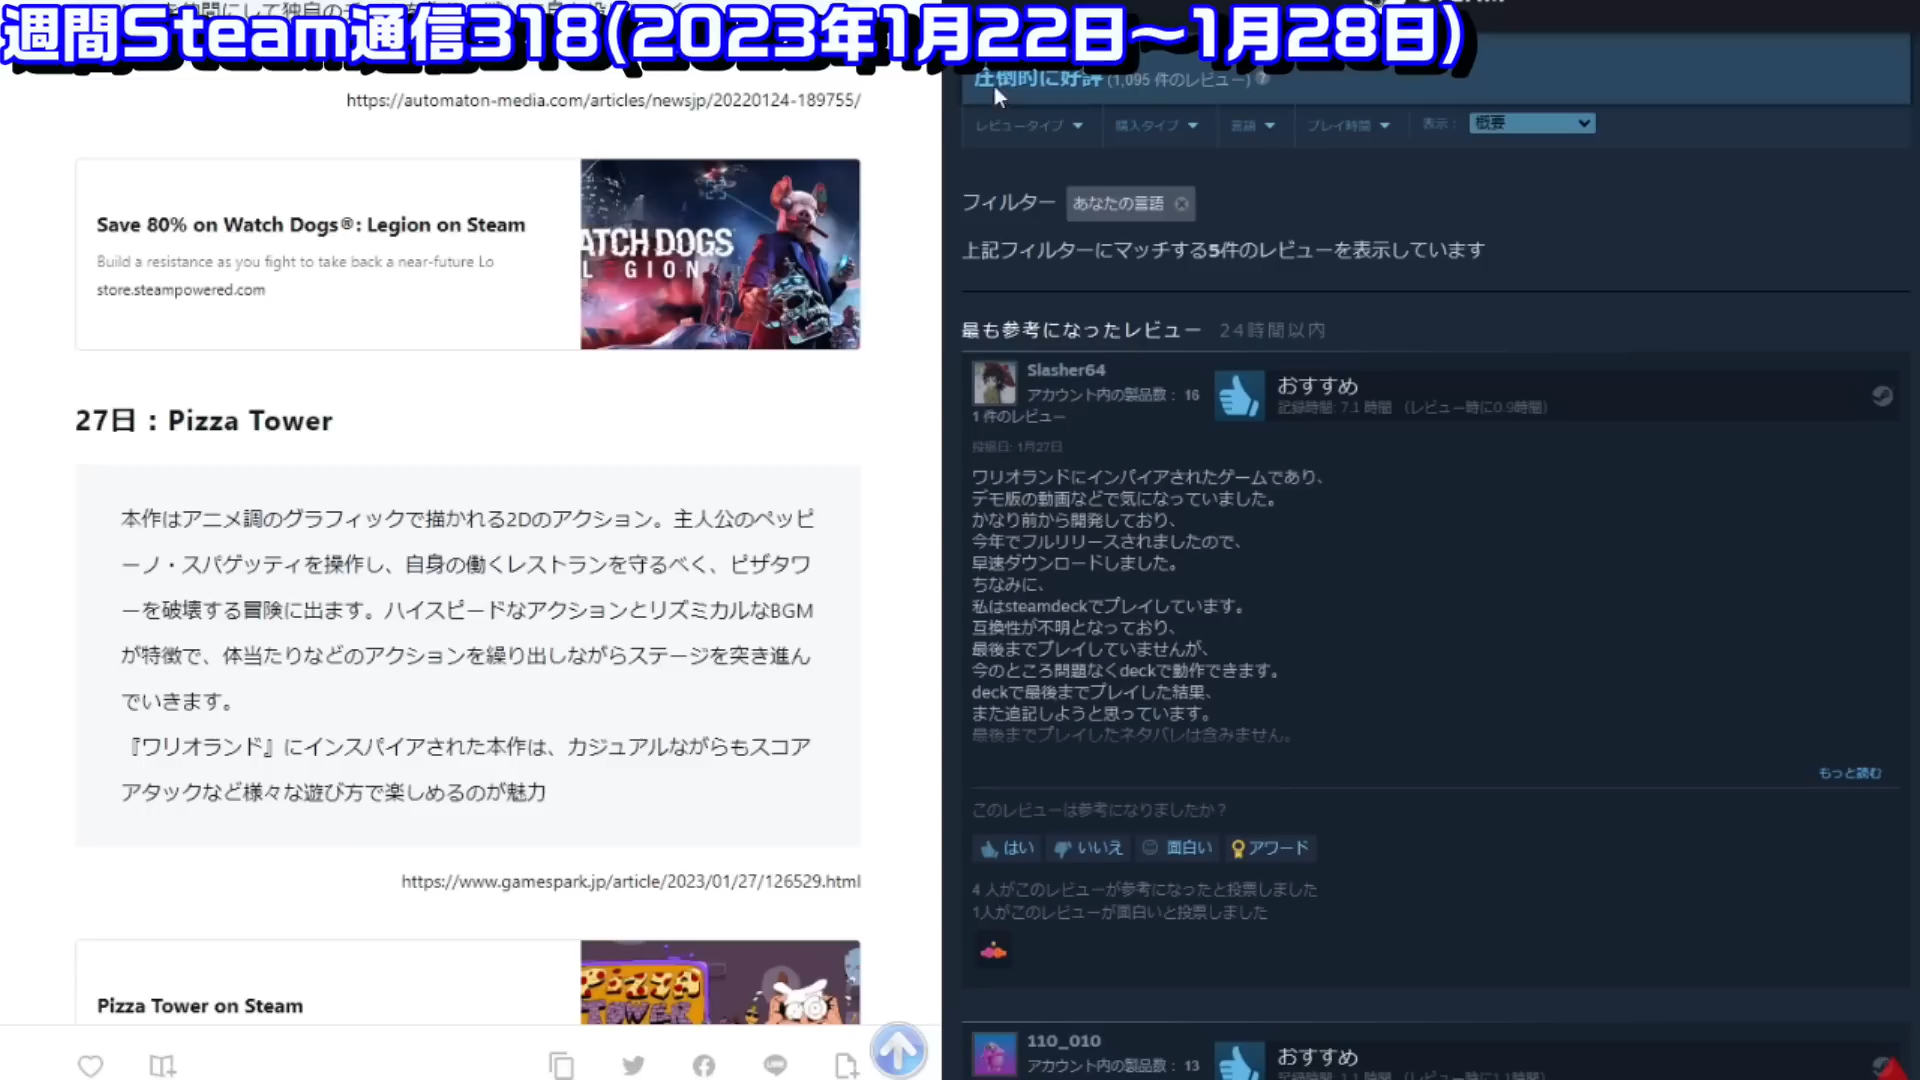 週間Steam通信318(2023年1月22日～1月28日)
https://automaton-media.com/articles/newsjp/20220124-189755/
Save 80% on Watch Dogs®: Legion on Steam
Build a resistance as you fight to take back a near-future Lo
store.steampowered.com
WATCH DOGS
LEGION
27日：Pizza Tower
本作はアニメ調のグラフィックで描かれる2Dのアクション。主人公のペッピ
ーノ・スパゲッティを操作し、自身の働くレストランを守るべく、ピザタワ
ーを破壊する冒険に出ます。ハイスピードなアクションとリズミカルなBGM
が特徴で、体当たりなどのアクションを繰り出しながらステージを突き進ん
でいきます。
『ワリオランド』にインスパイアされた本作は、カジュアルながらもスコア
アタックなど様々な遊び方で楽しめるのが魅力
https://www.gamespark.jp/article/2023/01/27/126529.html
Pizza Tower on Steam
PIZZA
TOWER
圧倒的に好評 (1,095 件のレビュー) ?
レビュータイプ 購入タイプ 言語 プレイ時間 表示： 概要
フィルター あなたの言語
上記フィルターにマッチする5件のレビューを表示しています
最も参考になったレビュー 24時間以内
Slasher64
アカウント内の製品数： 16
1 件のレビュー
おすすめ
記録時間: 7.1 時間 （レビュー時に0.9時間）
投稿日: 1月27日
ワリオランドにインパイアされたゲームであり、
デモ版の動画などで気になっていました。
かなり前から開発しており、
今年でフルリリースされましたので、
早速ダウンロードしました。
ちなみに、
私はsteamdeckでプレイしています。
互換性が不明となっており、
最後までプレイしていませんが、
今のところ問題なくdeckで動作できます。
deckで最後までプレイした結果、
また追記しようと思っています。
最後までプレイしたネタバレは含みません。
もっと読む
このレビューは参考になりましたか？
はい いいえ 面白い アワード
4 人がこのレビューが参考になったと投票しました
1人がこのレビューが面白いと投票しました
110_010
アカウント内の製品数： 13
おすすめ